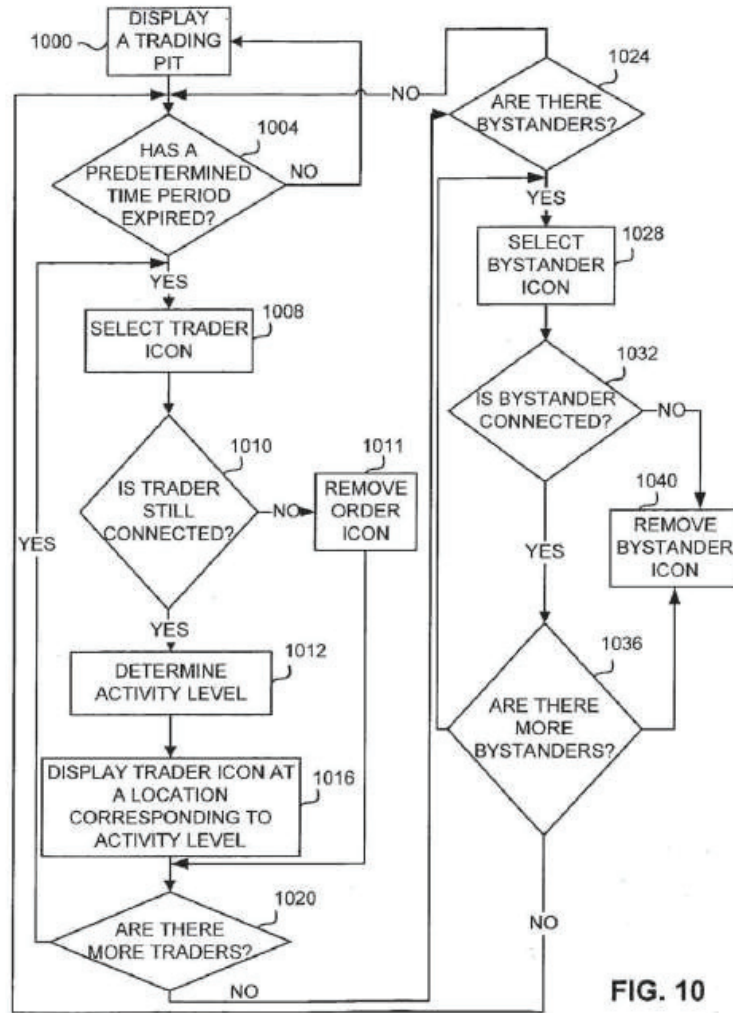 1000
DISPLAY
A TRADING
PIT
1004
HAS A
PREDETERMINED
TIME PERIOD
EXPIRED?
NO
YES
1008
SELECT TRADER
ICON
1010
IS TRADER
STILL
CONNECTED?
NO
1011
REMOVE
ORDER
ICON
YES
YES
1012
DETERMINE
ACTIVITY LEVEL
DISPLAY TRADER ICON AT
A LOCATION
CORRESPONDING TO
ACTIVITY LEVEL
1016
1020
ARE THERE
MORE TRADERS?
NO
NO
1024
ARE THERE
BYSTANDERS?
YES
1028
SELECT
BYSTANDER
ICON
1032
IS BYSTANDER
CONNECTED?
NO
1040
REMOVE
BYSTANDER
ICON
YES
1036
ARE THERE
MORE
BYSTANDERS?
NO
FIG. 10